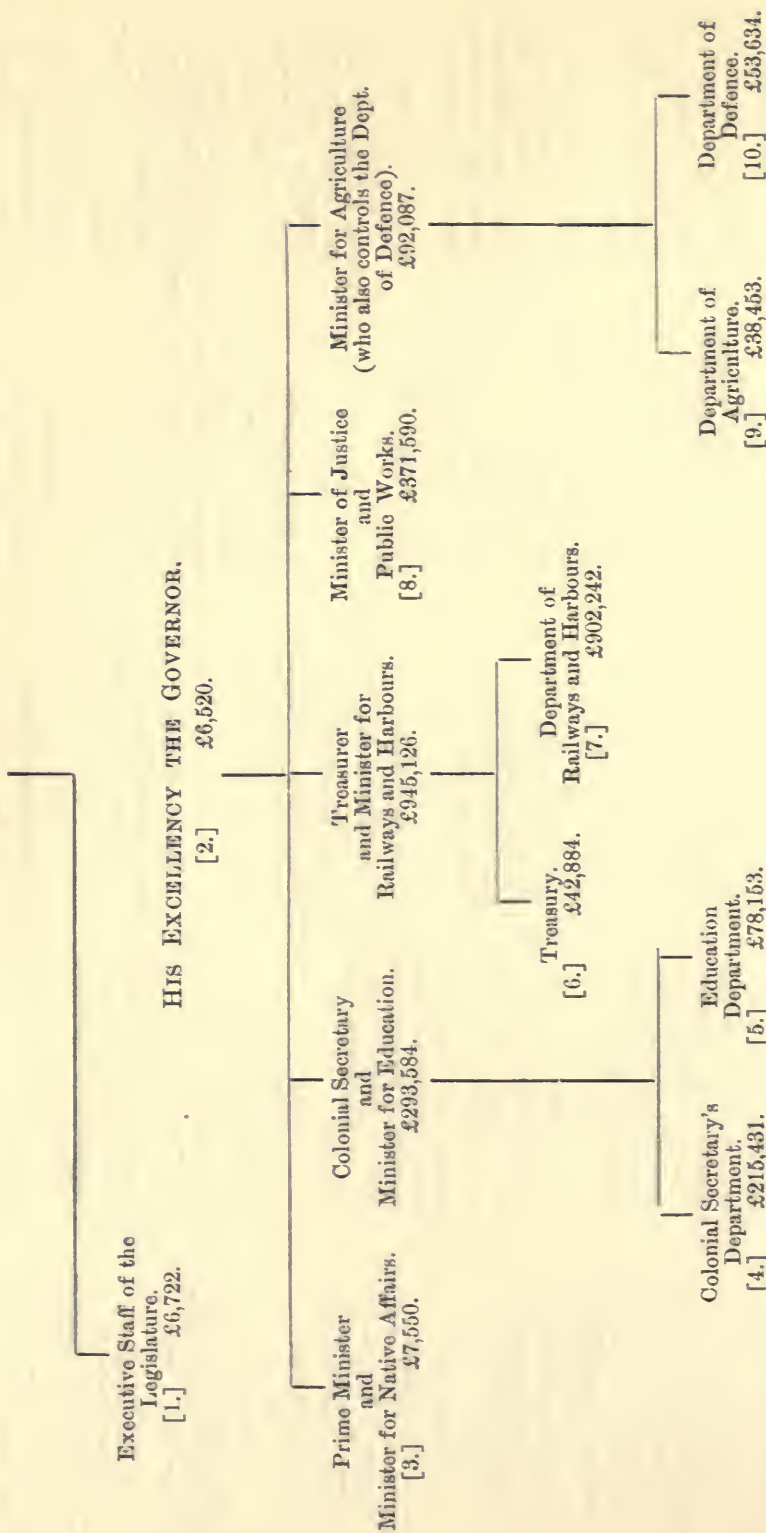 Executive Staff of the
Legislature.
[1.] £6,722.
HIS EXCELLENCY THE GOVERNOR.
[2.] £6,520.
Prime Minister
and
Minister for Native Affairs.
[3.] £7,550.
Colonial Secretary
and
Minister for Education.
£293,584.
Treasurer
and Minister for
Railways and Harbours.
£945,126.
Minister of Justice
and
Public Works.
[8.] £371,590.
Minister for Agriculture
(who also controls the Dept.
of Defence).
£92,087.
Colonial Secretary's
Department.
[4.] £215,431.
Education
Department.
[5.] £78,153.
Treasury.
[6.] £42,884.
Department of
Railways and Harbours.
[7.] £902,242.
Department of
Agriculture.
[9.] £38,453.
Department of
Defence.
[10.] £53,634.